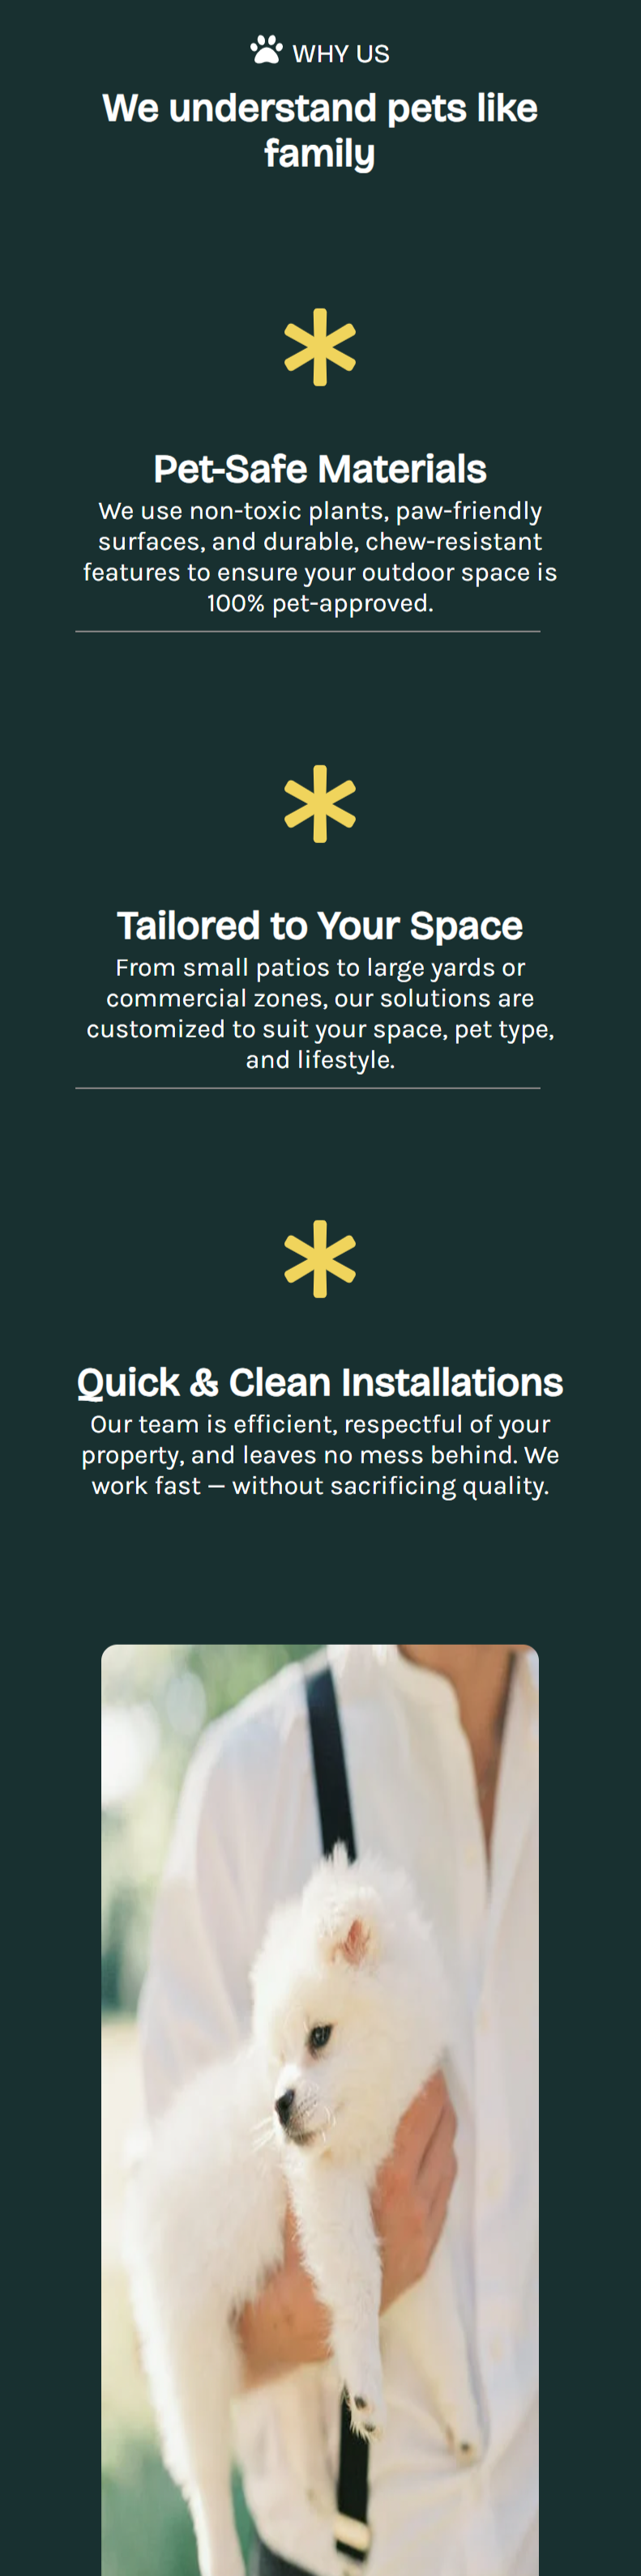 WHY US
We understand pets like
family
Pet-Safe Materials
We use non-toxic plants, paw-friendly
surfaces, and durable, chew-resistant
features to ensure your outdoor space is
100% pet-approved.
Tailored to Your Space
From small patios to large yards or
commercial zones, our solutions are
customized to suit your space, pet type,
and lifestyle.
Quick & Clean Installations
Our team is efficient, respectful of your
property, and leaves no mess behind. We
work fast — without sacrificing quality.